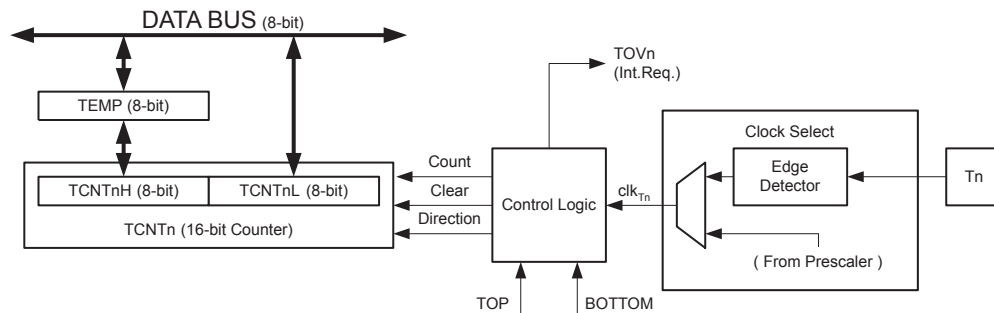 DATA BUS (8-bit)
TOVn
(Int.Req.)
TEMP (8-bit)
Clock Select
Count
Edge
Detector
Tn
TCNTnH (8-bit)
TCNTnL (8-bit)
Clear
Control Logic
clkTn
TCNTn (16-bit Counter)
Direction
( From Prescaler )
TOP
BOTTOM